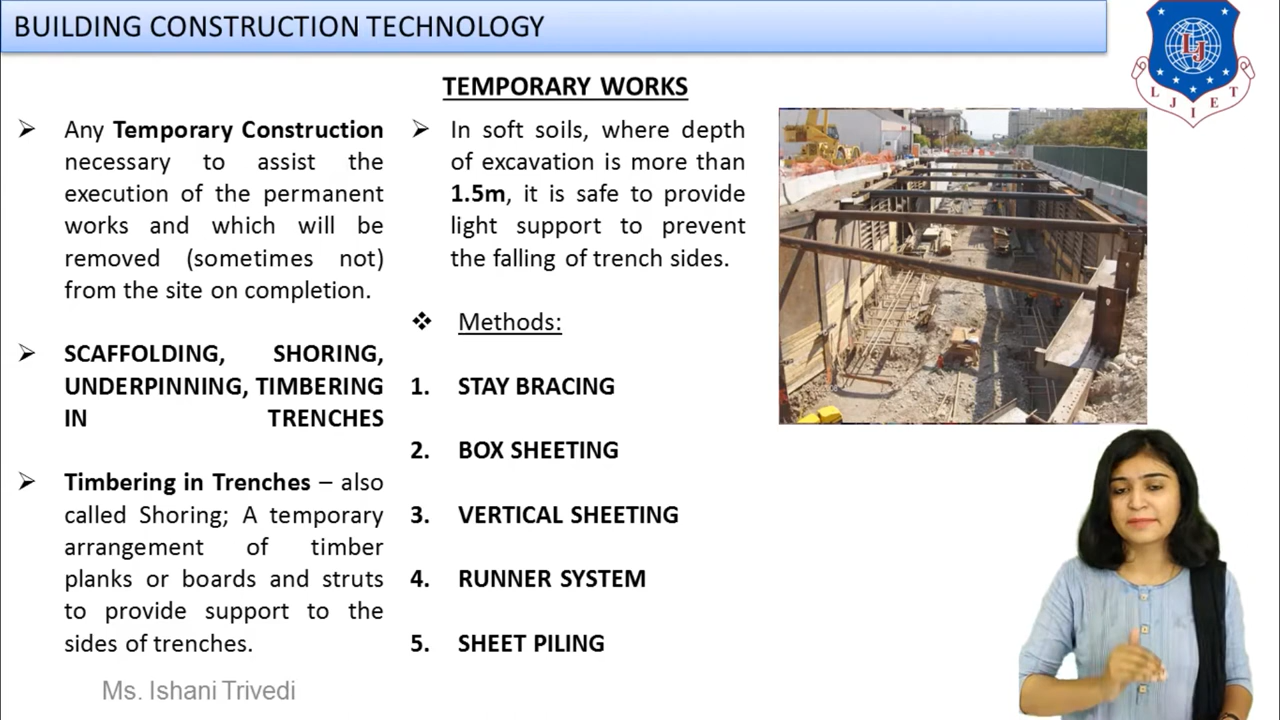 BUILDING CONSTRUCTION TECHNOLOGY
LJ
L J I E T
TEMPORARY WORKS
➢ Any Temporary Construction
necessary to assist the
execution of the permanent
works and which will be
removed (sometimes not)
from the site on completion.
➢ SCAFFOLDING, SHORING,
UNDERPINNING, TIMBERING
IN TRENCHES
➢ Timbering in Trenches – also
called Shoring; A temporary
arrangement of timber
planks or boards and struts
to provide support to the
sides of trenches.
➢ In soft soils, where depth
of excavation is more than
1.5m, it is safe to provide
light support to prevent
the falling of trench sides.
❖ Methods:
1. STAY BRACING
2. BOX SHEETING
3. VERTICAL SHEETING
4. RUNNER SYSTEM
5. SHEET PILING
Ms. Ishani Trivedi